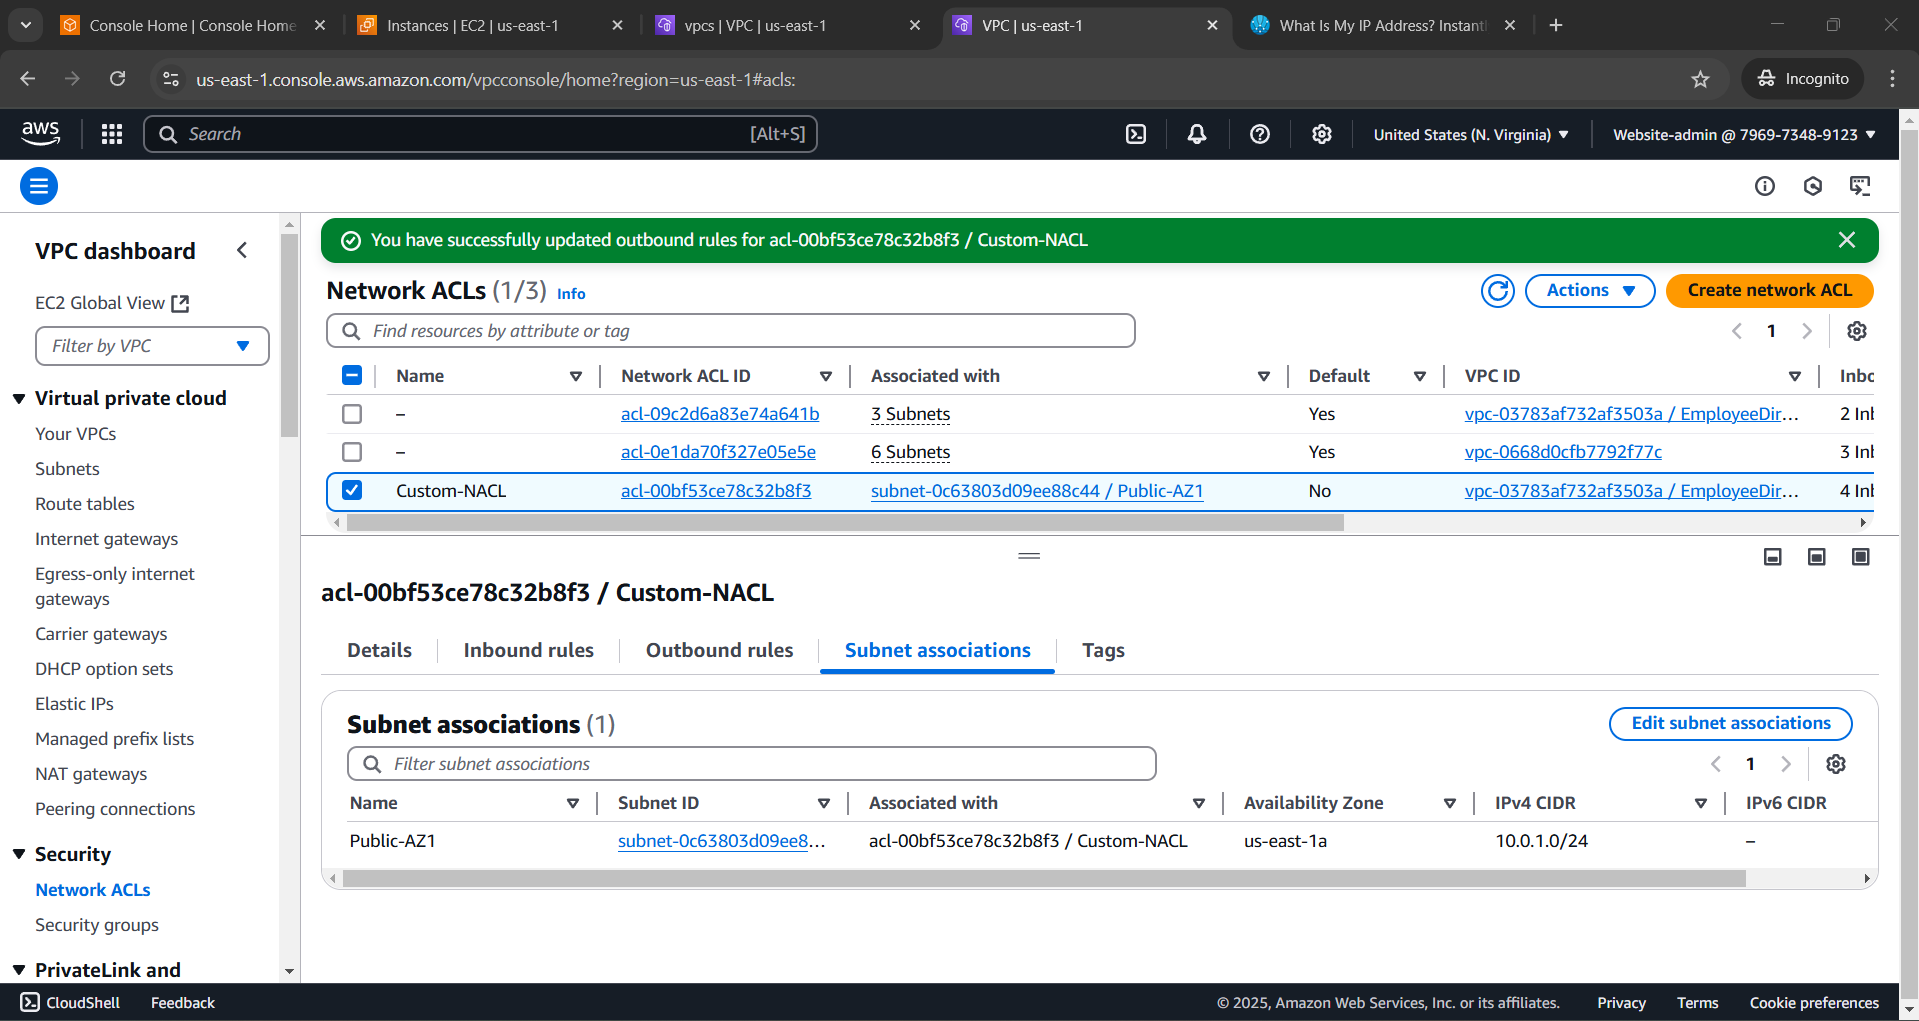 Console Home | Console Home
Instances | EC2 | us-east-1
vpcs | VPC | us-east-1
VPC | us-east-1
What Is My IP Address? Instantl
us-east-1.console.aws.amazon.com/vpcconsole/home?region=us-east-1#acls:
Incognito
aws
Search
[Alt+S]
United States (N. Virginia)
Website-admin @ 7969-7348-9123
VPC dashboard
EC2 Global View
Filter by VPC
Virtual private cloud
Your VPCs
Subnets
Route tables
Internet gateways
Egress-only internet
gateways
Carrier gateways
DHCP option sets
Elastic IPs
Managed prefix lists
NAT gateways
Peering connections
Security
Network ACLs
Security groups
PrivateLink and
You have successfully updated outbound rules for acl-00bf53ce78c32b8f3 / Custom-NACL
Network ACLs (1/3) Info
Actions
Create network ACL
Find resources by attribute or tag
1
Name Network ACL ID Associated with Default VPC ID Inbo
– acl-09c2d6a83e74a641b 3 Subnets Yes vpc-03783af732af3503a / EmployeeDir… 2 Inl
– acl-0e1da70f327e05e5e 6 Subnets Yes vpc-0668d0cfb7792f77c 3 Inl
Custom-NACL acl-00bf53ce78c32b8f3 subnet-0c63803d09ee88c44 / Public-AZ1 No vpc-03783af732af3503a / EmployeeDir… 4 Inl
acl-00bf53ce78c32b8f3 / Custom-NACL
Details Inbound rules Outbound rules Subnet associations Tags
Subnet associations (1)
Edit subnet associations
Filter subnet associations
1
Name Subnet ID Associated with Availability Zone IPv4 CIDR IPv6 CIDR
Public-AZ1 subnet-0c63803d09ee8… acl-00bf53ce78c32b8f3 / Custom-NACL us-east-1a 10.0.1.0/24 –
CloudShell Feedback © 2025, Amazon Web Services, Inc. or its affiliates. Privacy Terms Cookie preferences